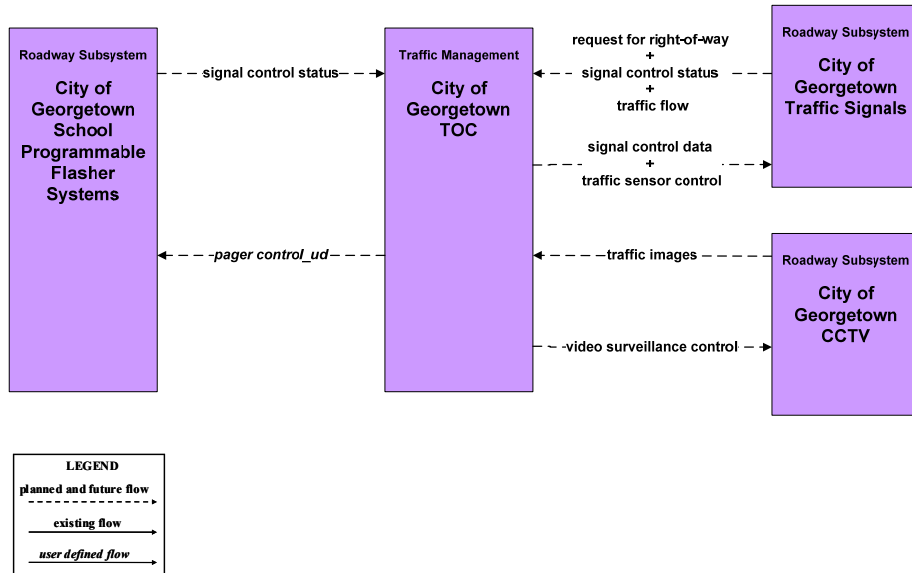 Roadway Subsystem
City of
Georgetown
School
Programmable
Flasher
Systems
signal control status
pager control_ud
Traffic Management
City of
Georgetown
TOC
request for right-of-way
+
signal control status
+
traffic flow
signal control data
+
traffic sensor control
traffic images
video surveillance control
Roadway Subsystem
City of
Georgetown
Traffic Signals
Roadway Subsystem
City of
Georgetown
CCTV
LEGEND
planned and future flow
existing flow
user defined flow